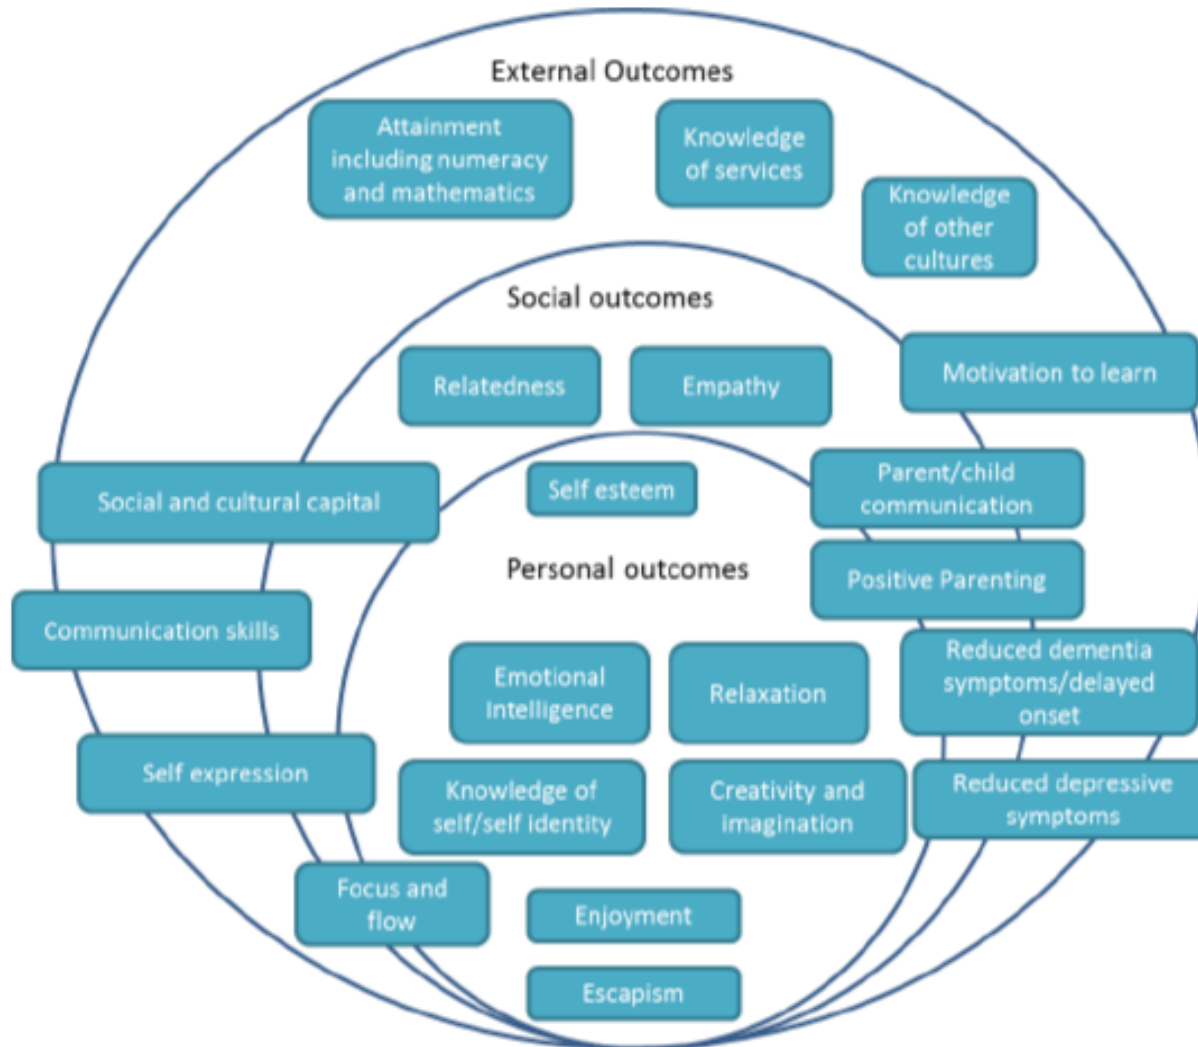 External Outcomes
Attainment
including numeracy
and mathematics
Knowledge
of services
Knowledge
of other
cultures
Social outcomes
Relatedness
Empathy
Motivation to learn
Social and cultural capital
Self esteem
Parent/child
communication
Personal outcomes
Positive Parenting
Communication skills
Emotional
Intelligence
Relaxation
Reduced dementia
symptoms/delayed
onset
Self expression
Knowledge of
self/self identity
Creativity and
imagination
Reduced depressive
symptoms
Focus and
flow
Enjoyment
Escapism